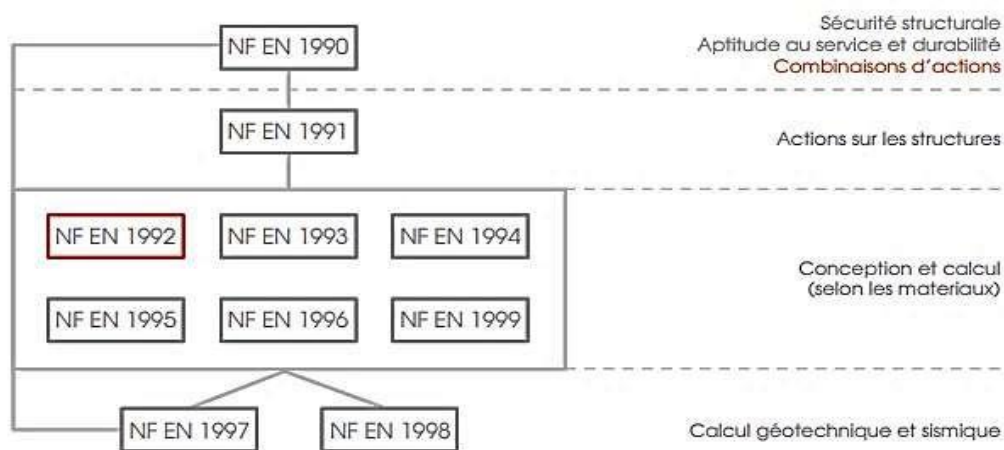 NF EN 1990
Sécurité structurale
Aptitude au service et durabilité
Combinaisons d'actions
NF EN 1991
Actions sur les structures
NF EN 1992
NF EN 1993
NF EN 1994
NF EN 1995
NF EN 1996
NF EN 1999
Conception et calcul
(selon les materiaux)
NF EN 1997
NF EN 1998
Calcul géotechnique et sismique